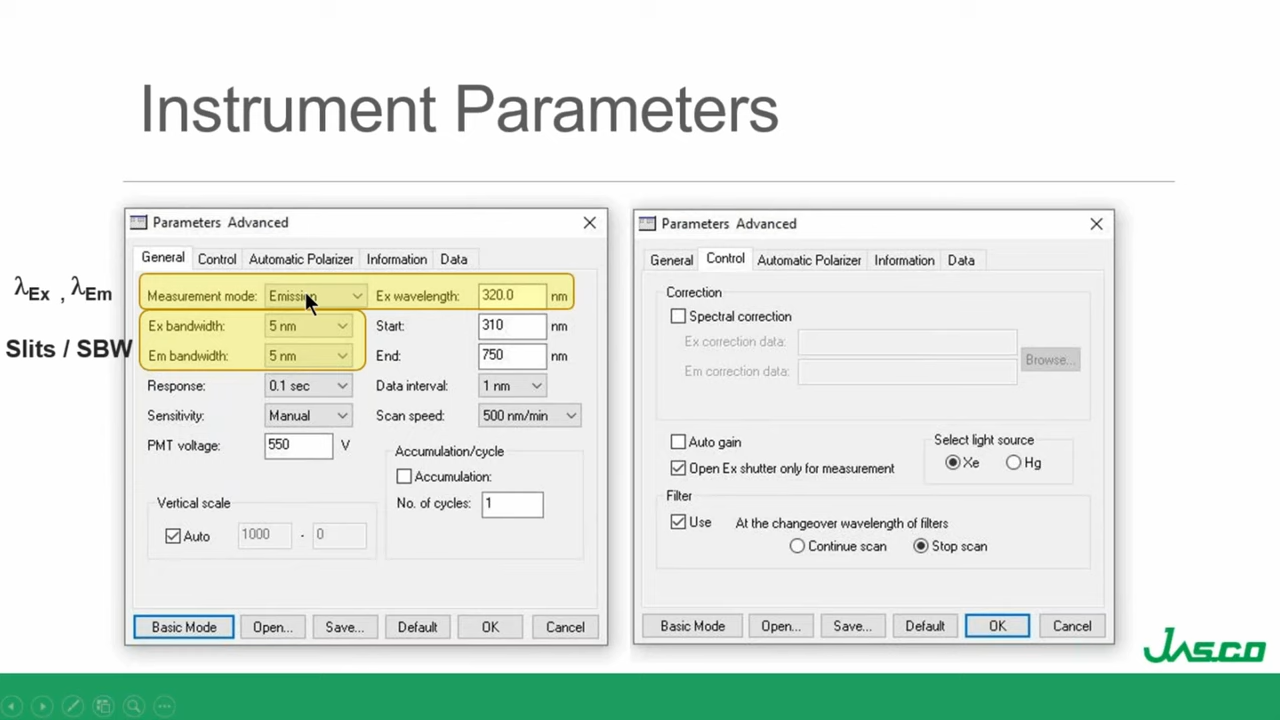 Instrument Parameters
λEx , λEm
Slits / SBW
Parameters Advanced
General Control Automatic Polarizer Information Data
Measurement mode: Emission Ex wavelength: 320.0 nm
Ex bandwidth: 5 nm Start: 310 nm
Em bandwidth: 5 nm End: 750 nm
Response: 0.1 sec Data interval: 1 nm
Sensitivity: Manual Scan speed: 500 nm/min
PMT voltage: 550 V
Accumulation/cycle
Accumulation:
No. of cycles: 1
Vertical scale
Auto 1000 - 0
Basic Mode Open... Save... Default OK Cancel
Parameters Advanced
General Control Automatic Polarizer Information Data
Correction
Spectral correction
Ex correction data:
Em correction data:
Browse...
Auto gain
Open Ex shutter only for measurement
Select light source
Xe Hg
Filter
Use At the changeover wavelength of filters
Continue scan Stop scan
Basic Mode Open... Save... Default OK Cancel
JASCO